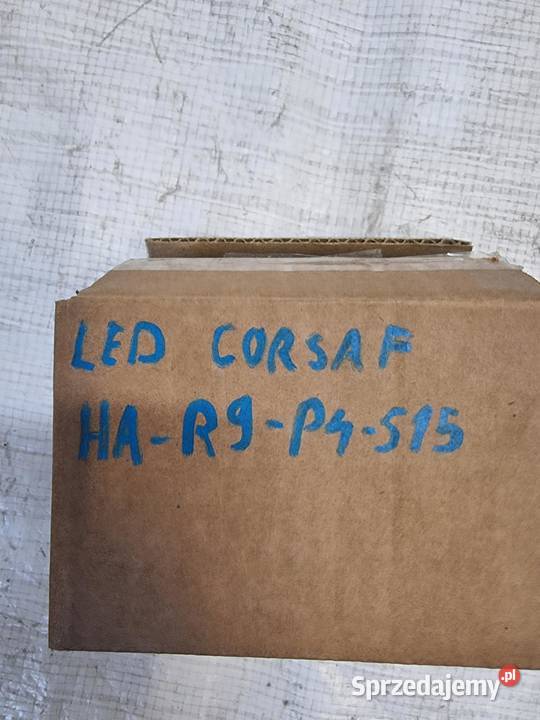 LED CORSA F
HA-R9-P4-515
Sprzedajemy.pl